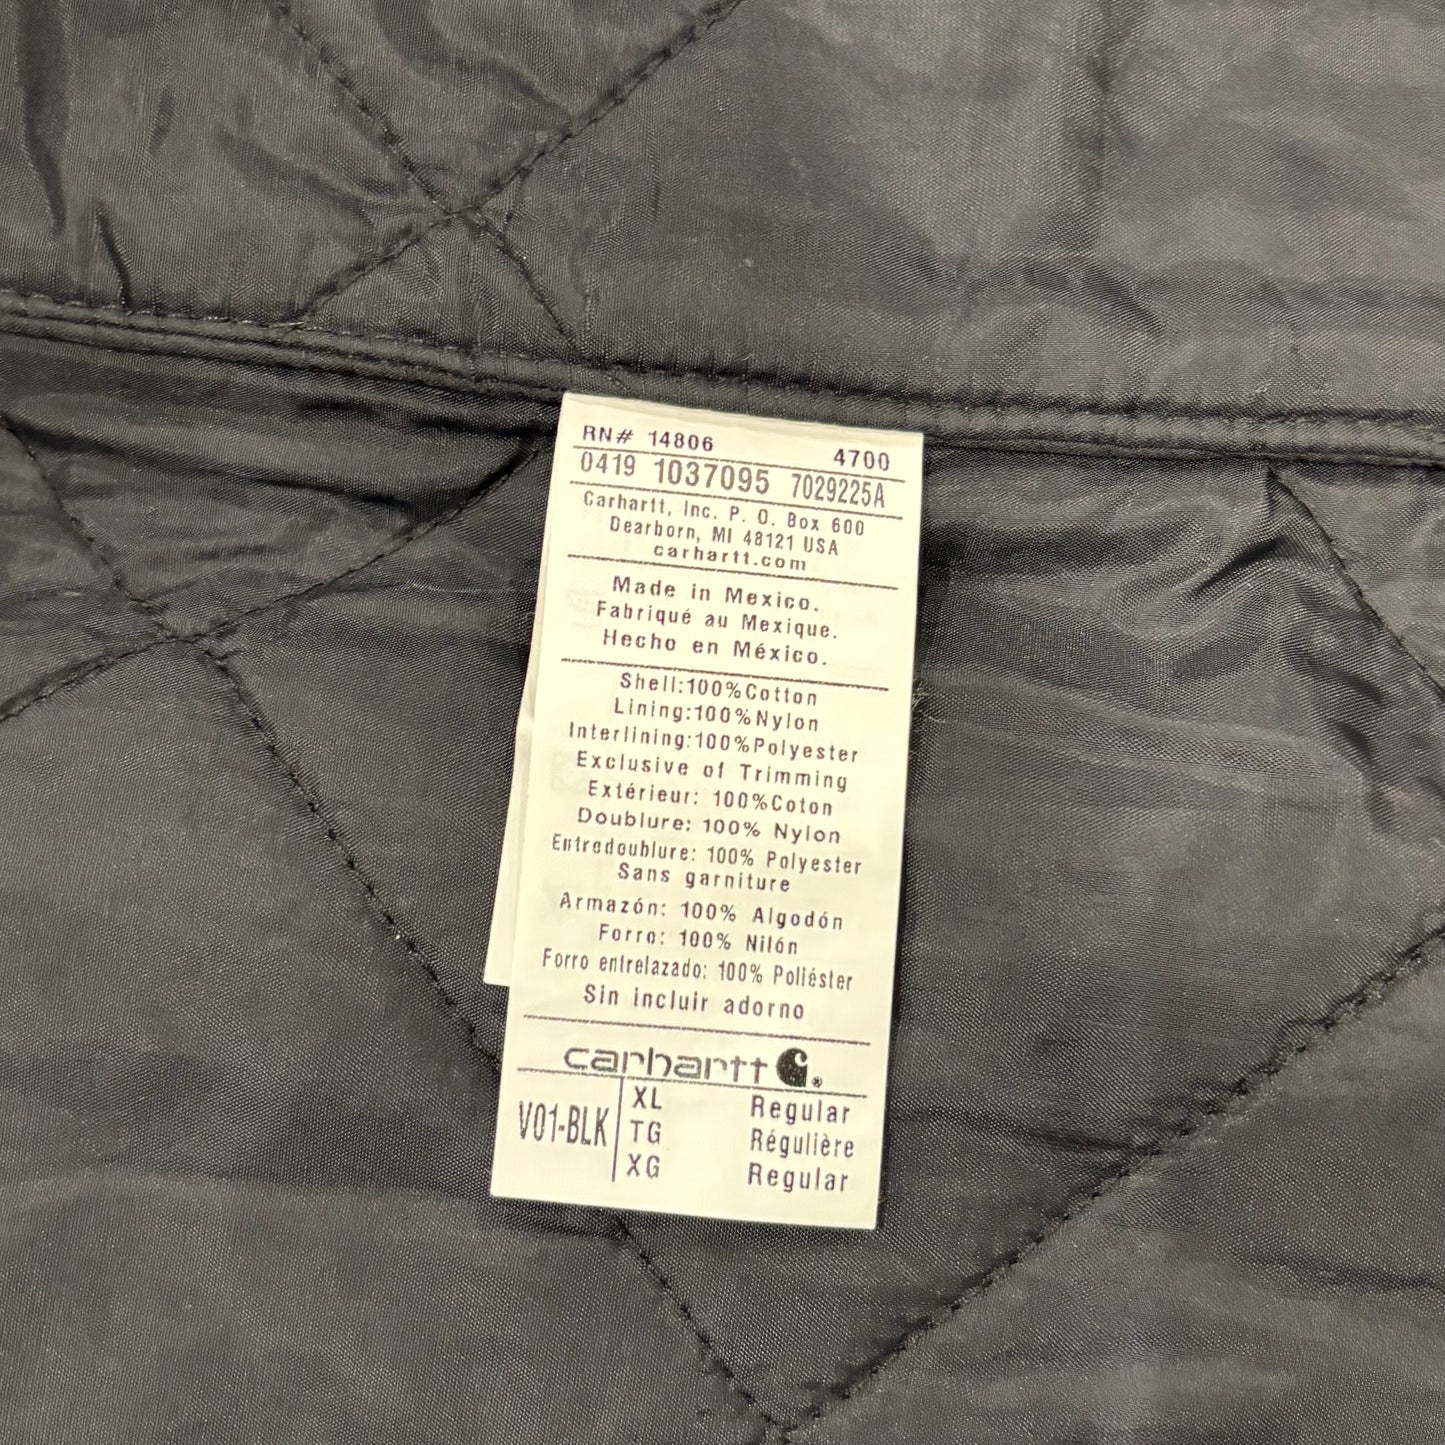 RN# 14806 4700
0419 1037095 7029225A
Carhartt, Inc. P. O. Box 600
Dearborn, MI 48121 USA
carhartt.com
Made in Mexico.
Fabriqué au Mexique.
Hecho en México.
Shell:100%Cotton
Lining:100%Nylon
Interlining:100%Polyester
Exclusive of Trimming
Extérieur: 100%Coton
Doublure: 100% Nylon
Entredoublure: 100% Polyester
Sans garniture
Armazón: 100% Algodón
Forro: 100% Nilón
Forro entrelazado: 100% Poliéster
Sin incluir adorno
carhartt
V01-BLK
XL Regular
TG Régulière
XG Regular